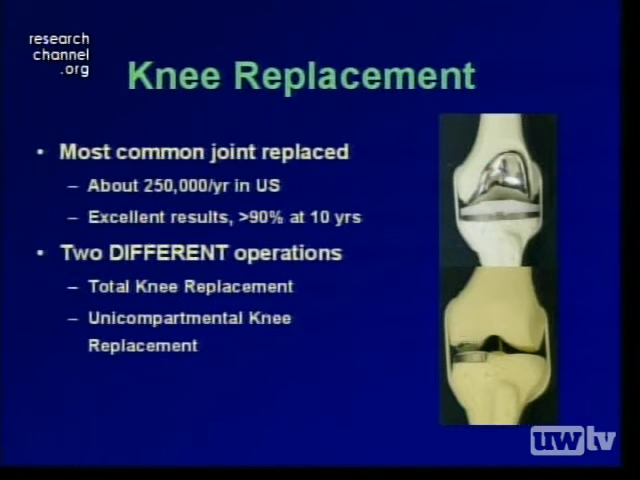 research
channel
.org
Knee Replacement
• Most common joint replaced
– About 250,000/yr in US
– Excellent results, >90% at 10 yrs
• Two DIFFERENT operations
– Total Knee Replacement
– Unicompartmental Knee
Replacement
uwtv